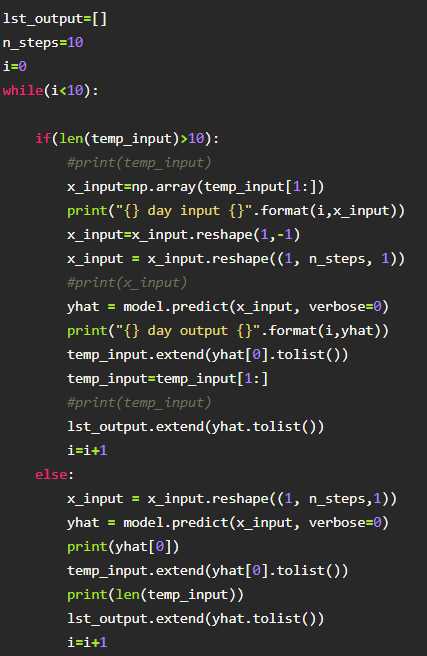 lst_output=[]
n_steps=10
i=0
while(i<10):
if(len(temp_input)>10):
#print(temp_input)
x_input=np.array(temp_input[1:])
print("{} day input {}".format(i,x_input))
x_input=x_input.reshape(1,-1)
x_input = x_input.reshape((1, n_steps, 1))
#print(x_input)
yhat = model.predict(x_input, verbose=0)
print("{} day output {}".format(i,yhat))
temp_input.extend(yhat[0].tolist())
temp_input=temp_input[1:]
#print(temp_input)
lst_output.extend(yhat.tolist())
i=i+1
else:
x_input = x_input.reshape((1, n_steps,1))
yhat = model.predict(x_input, verbose=0)
print(yhat[0])
temp_input.extend(yhat[0].tolist())
print(len(temp_input))
lst_output.extend(yhat.tolist())
i=i+1